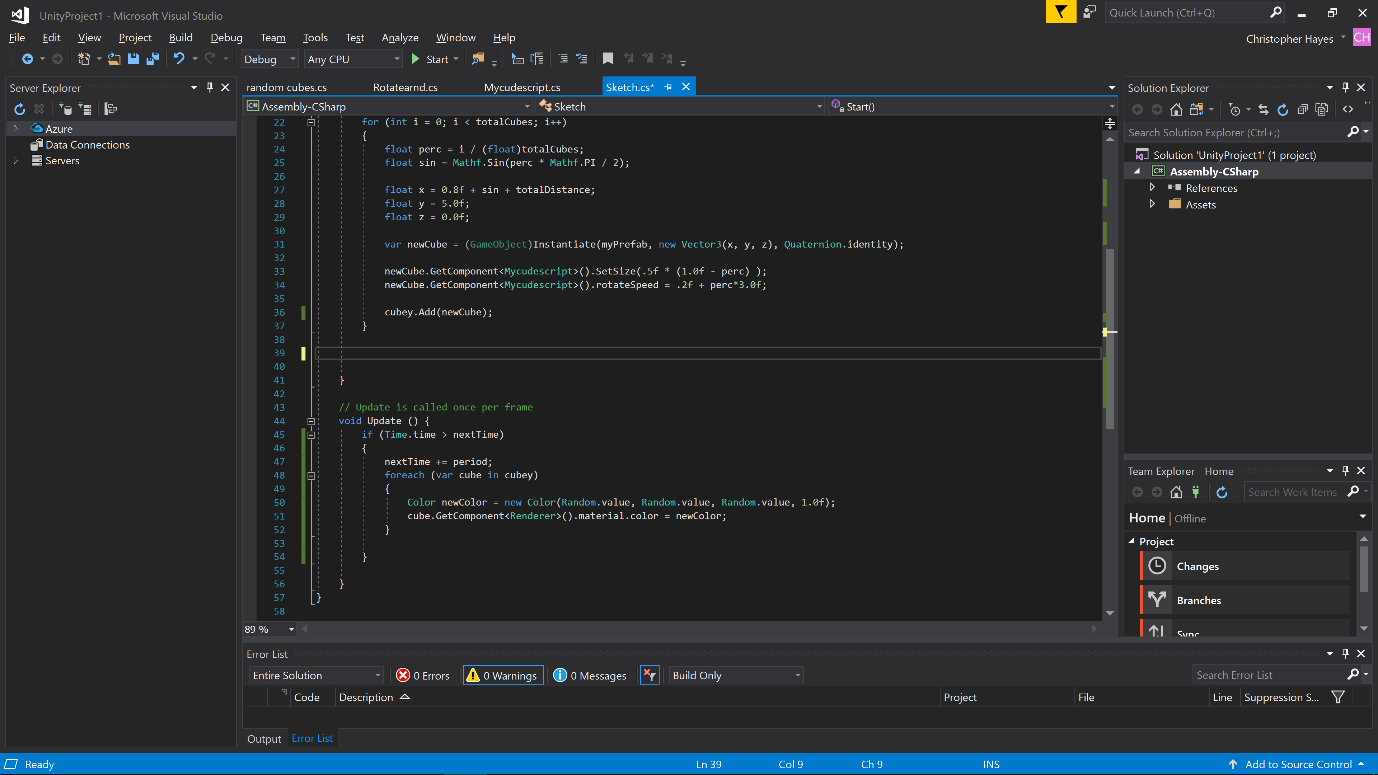 UnityProject1 - Microsoft Visual Studio
Quick Launch (Ctrl+Q)
File Edit View Project Build Debug Team Tools Test Analyze Window Help
Christopher Hayes CH
Debug Any CPU Start
Server Explorer
Azure
Data Connections
Servers
random cubes.cs Rotatearnd.cs Mycudescript.cs Sketch.cs*
Assembly-CSharp Sketch Start()
22 for (int i = 0; i < totalCubes; i++)
23 {
24 float perc = i / (float)totalCubes;
25 float sin = Mathf.Sin(perc * Mathf.PI / 2);
26
27 float x = 0.8f + sin + totalDistance;
28 float y = 5.0f;
29 float z = 0.0f;
30
31 var newCube = (GameObject)Instantiate(myPrefab, new Vector3(x, y, z), Quaternion.identity);
32
33 newCube.GetComponent<Mycudescript>().SetSize(.5f * (1.0f - perc) );
34 newCube.GetComponent<Mycudescript>().rotateSpeed = .2f + perc*3.0f;
35
36 cubey.Add(newCube);
37 }
38
39
40
41 }
42
43 // Update is called once per frame
44 void Update () {
45 if (Time.time > nextTime)
46 {
47 nextTime += period;
48 foreach (var cube in cubey)
49 {
50 Color newColor = new Color(Random.value, Random.value, Random.value, 1.0f);
51 cube.GetComponent<Renderer>().material.color = newColor;
52 }
53
54 }
55
56 }
57 }
58
89 %
Solution Explorer
Search Solution Explorer (Ctrl+;)
Solution 'UnityProject1' (1 project)
C# Assembly-CSharp
References
Assets
Team Explorer Home
Search Work Items
Home | Offline
Project
Changes
Branches
Sync
Error List
Entire Solution 0 Errors 0 Warnings 0 Messages Build Only Search Error List
Code Description Project File Line Suppression S...
Output Error List
Ready Ln 39 Col 9 Ch 9 INS Add to Source Control